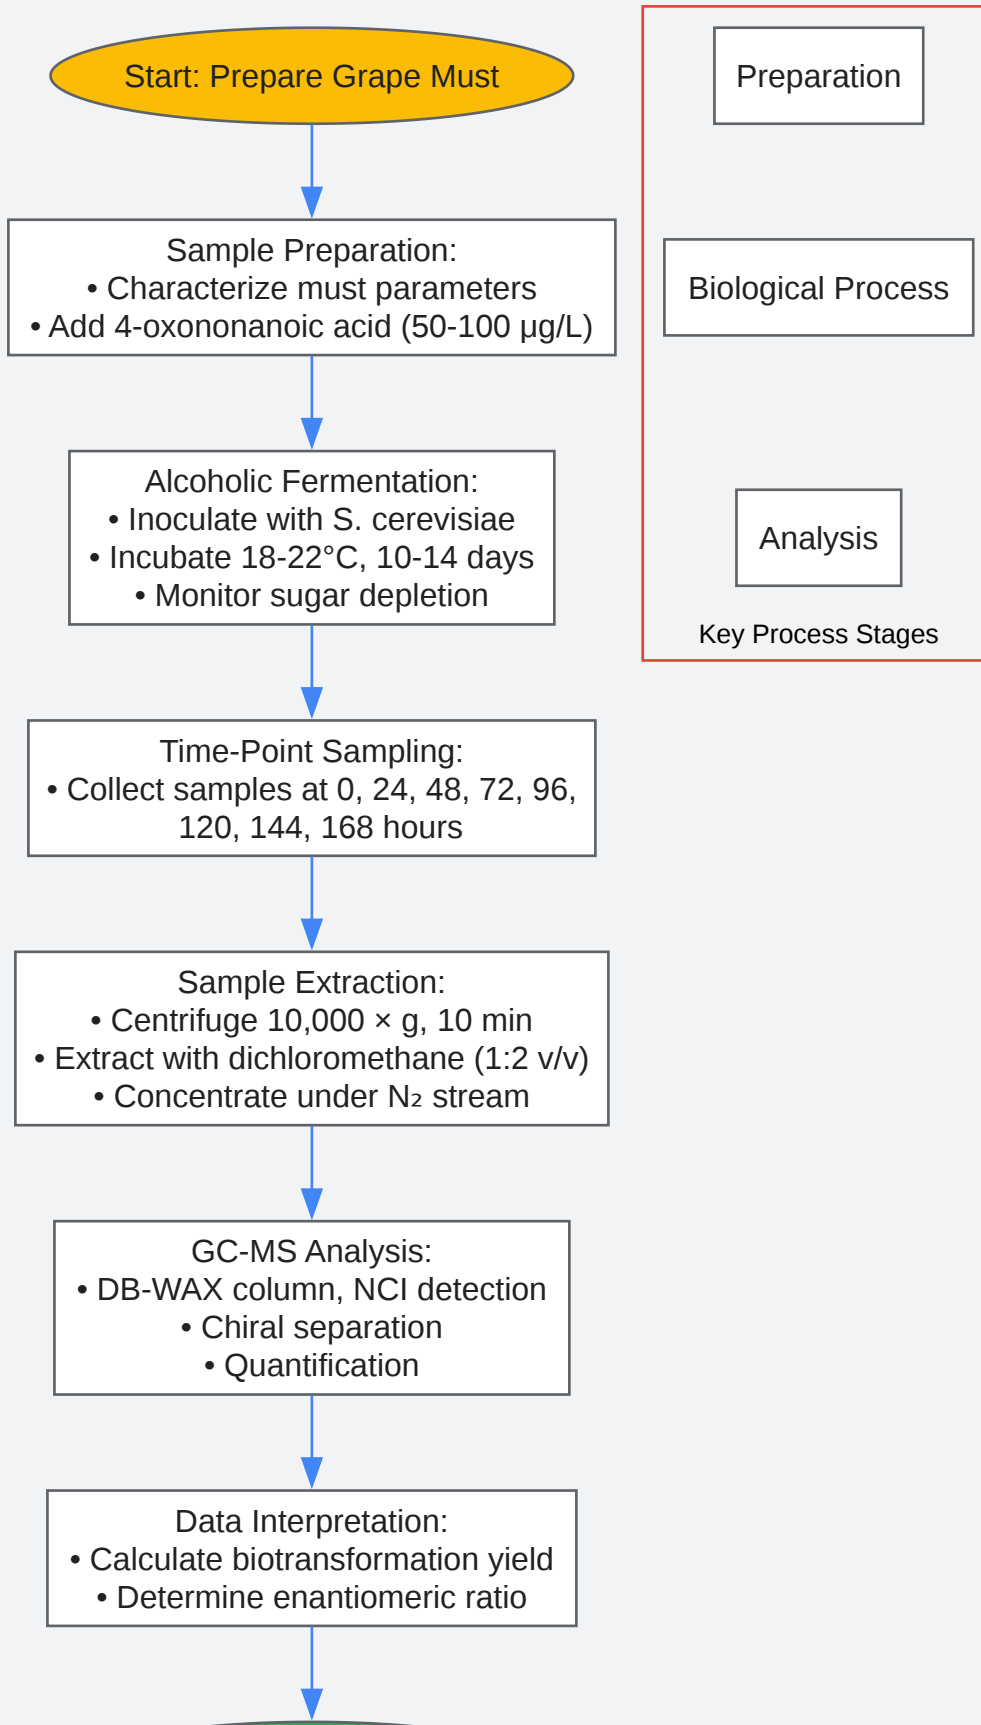 Start: Prepare Grape Must
Sample Preparation:
• Characterize must parameters
• Add 4-oxononanoic acid (50-100 μg/L)
Alcoholic Fermentation:
• Inoculate with S. cerevisiae
• Incubate 18-22°C, 10-14 days
• Monitor sugar depletion
Time-Point Sampling:
• Collect samples at 0, 24, 48, 72, 96,
120, 144, 168 hours
Sample Extraction:
• Centrifuge 10,000 × g, 10 min
• Extract with dichloromethane (1:2 v/v)
• Concentrate under N₂ stream
GC-MS Analysis:
• DB-WAX column, NCI detection
• Chiral separation
• Quantification
Data Interpretation:
• Calculate biotransformation yield
• Determine enantiomeric ratio
Preparation
Biological Process
Analysis
Key Process Stages